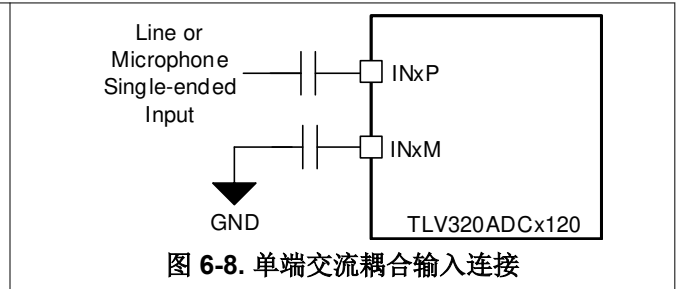 Line or
Microphone
Single-ended
Input
INxP
INxM
GND
TLV320ADCx120
图 6-8. 单端交流耦合输入连接